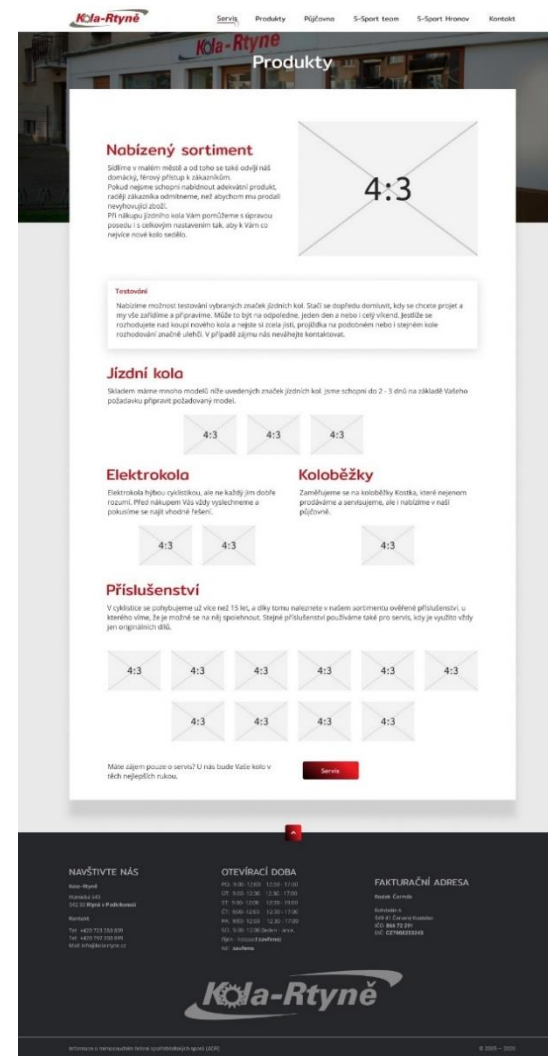 Kola-Rtyně
Servis Produkty Půjčovna S-Sport team S-Sport Hronov Kontakt
Kola-Rtyně
Produkty
Nabízený sortiment
Sídlíme v malém městě a od toho se také odvíjí náš
domácký, férový přístup k zákazníkům.
Pokud nejsme schopni nabídnout adekvátní produkt,
raději zákazníka odmítneme, než abychom mu prodali
nevyhovující zboží.
Při nákupu jízdního kola Vám pomůžeme s úpravou
posedu i s celkovým nastavením tak, aby k Vám co
nejvíce nové kolo sedělo.
4:3
Testování
Nabízíme možnost testování vybraných značek jízdních kol. Stačí se dopředu domluvit, kdy se chcete projet a
my vše zařídíme a připravíme. Může to být na odpoledne, jeden den a nebo i celý víkend. Jestliže se
rozhodujete nad koupí nového kola a nejste si zcela jistí, projížďka na podobném nebo i stejném kole
rozhodování značně ulehčí. V případě zájmu nás neváhejte kontaktovat.
Jízdní kola
Skladem máme mnoho modelů níže uvedených značek jízdních kol. Jsme schopni do 2 - 3 dnů na základě Vašeho
požadavku připravit požadovaný model.
4:3 4:3 4:3
Elektrokola
Elektrokola hýbou cyklistikou, ale ne každý jim dobře
rozumí. Před nákupem Vás vždy vyslechneme a
pokusíme se najít vhodné řešení.
4:3 4:3
Koloběžky
Zaměřujeme se na koloběžky Kostka, které nejenom
prodáváme a servisujeme, ale i nabízíme v naší
půjčovně.
4:3
Příslušenství
V cyklistice se pohybujeme už více než 15 let, a díky tomu naleznete v našem sortimentu ověřené příslušenství, u
kterého víme, že je možné se na něj spolehnout. Stejné příslušenství používáme také pro servis, kdy je využito vždy
jen originálních dílů.
4:3 4:3 4:3 4:3 4:3 4:3
4:3 4:3 4:3 4:3
Máte zájem pouze o servis? U nás bude Vaše kolo v
těch nejlepších rukou.
Servis
NAVŠTIVTE NÁS
Kola-Rtyně
Rtyně v Podkrkonoší
Kontakt
OTEVÍRACÍ DOBA
zavřeno
NE: zavřeno
FAKTURAČNÍ ADRESA
Radek Čermák
Kola-Rtyně